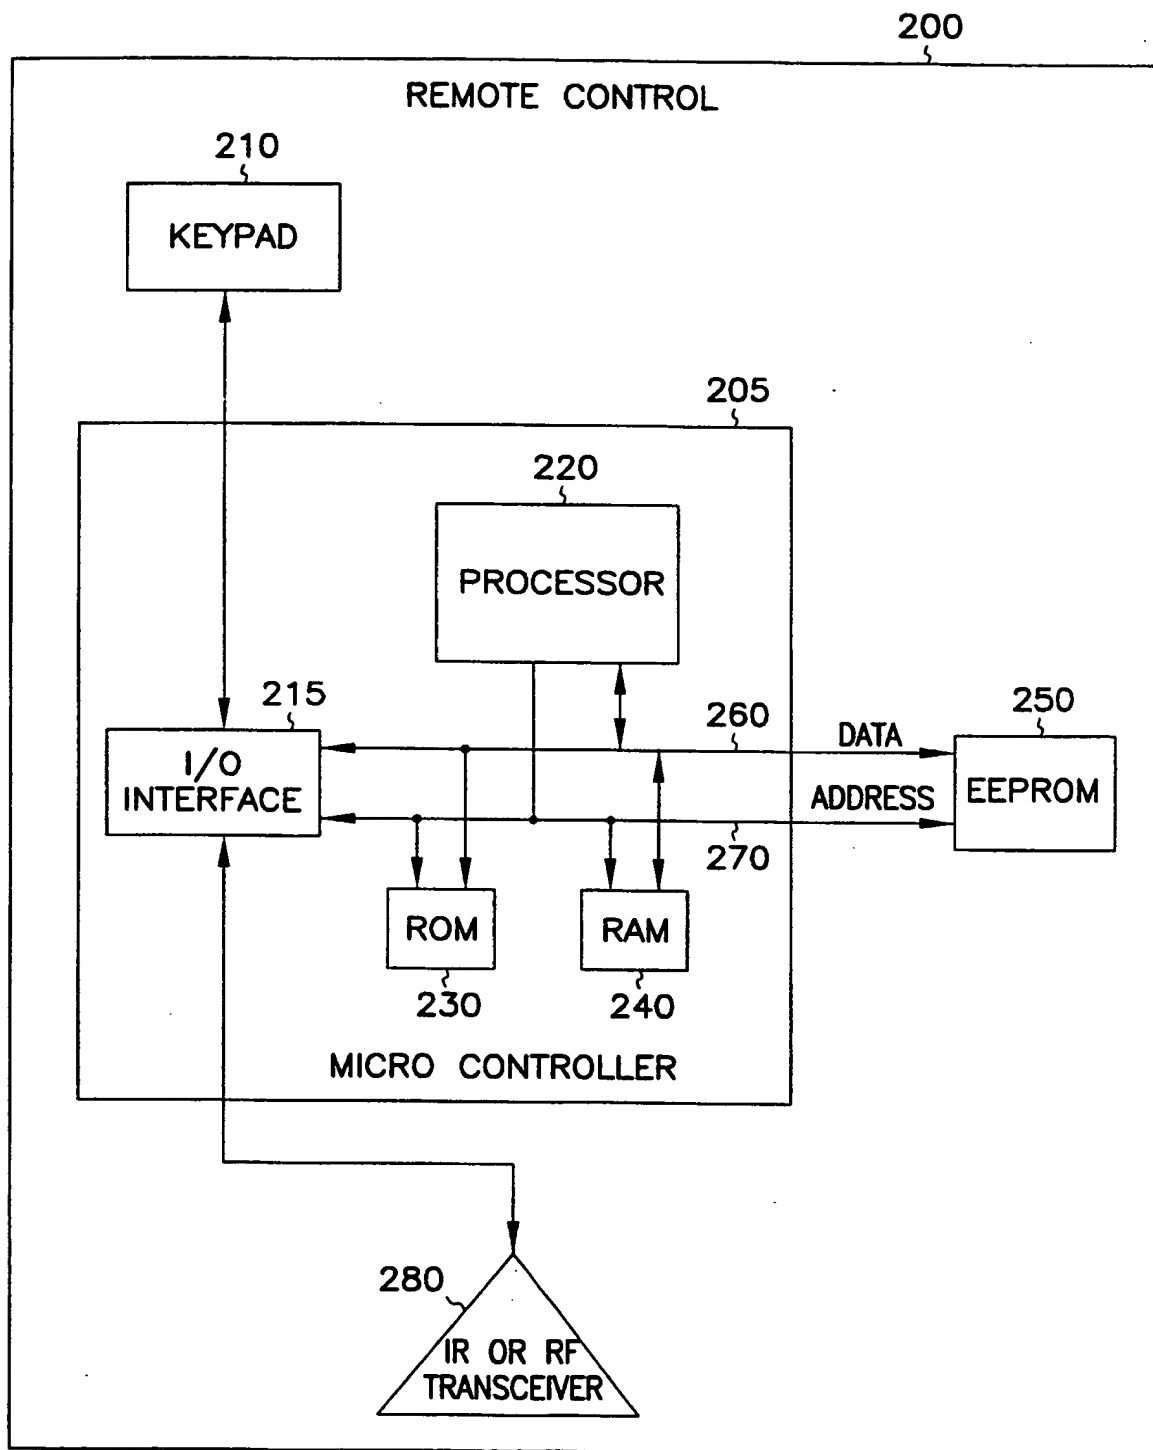 200
REMOTE CONTROL
210
KEYPAD
205
220
PROCESSOR
215
I/O
INTERFACE
260
DATA
250
EEPROM
ADDRESS
270
ROM
RAM
230
240
MICRO CONTROLLER
280
IR OR RF
TRANSCEIVER